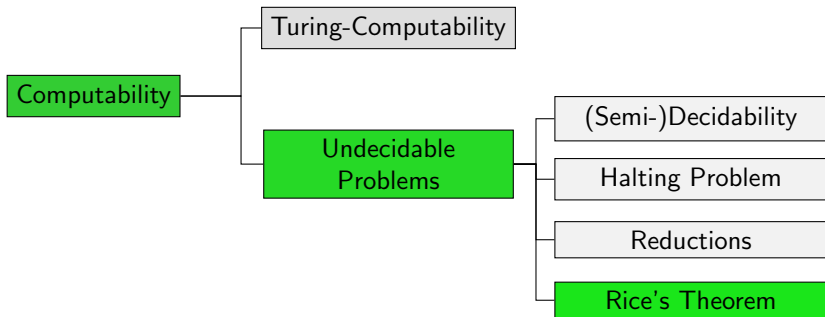 Turing-Computability
Computability
Undecidable
Problems
(Semi-)Decidability
Halting Problem
Reductions
Rice's Theorem